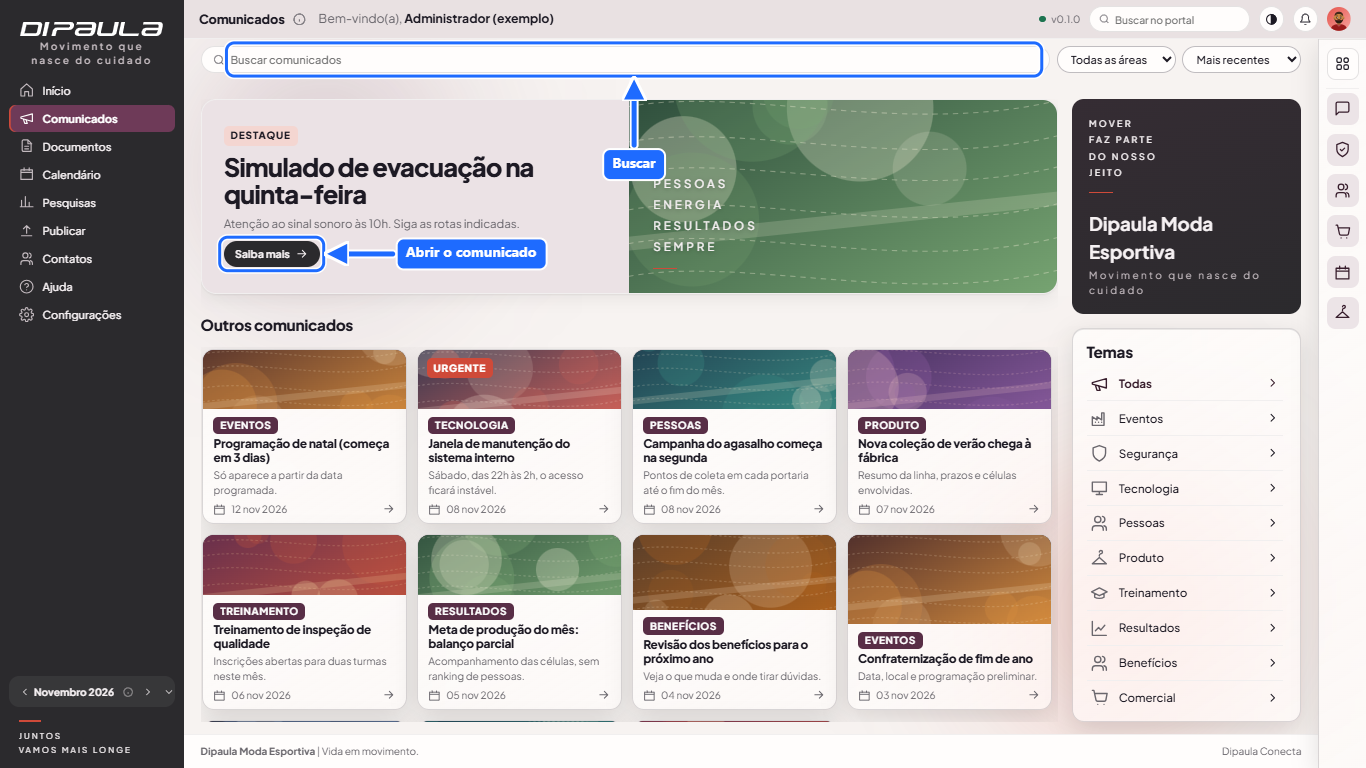 DIPAULA
Movimento que
nasce do cuidado
Início
Comunicados
Documentos
Calendário
Pesquisas
Publicar
Contatos
Ajuda
Configurações
Novembro 2026
JUNTOS
VAMOS MAIS LONGE
Comunicados
Bem-vindo(a), Administrador (exemplo)
v0.1.0
Buscar no portal
Buscar comunicados
Todas as áreas
Mais recentes
Buscar
DESTAQUE
Simulado de evacuação na
quinta-feira
Atenção ao sinal sonoro às 10h. Siga as rotas indicadas.
Saiba mais
Abrir o comunicado
PESSOAS
ENERGIA
RESULTADOS
SEMPRE
MOVER
FAZ PARTE
DO NOSSO
JEITO
Dipaula Moda
Esportiva
Movimento que nasce do
cuidado
Outros comunicados
EVENTOS
Programação de natal (começa
em 3 dias)
Só aparece a partir da data
programada.
12 nov 2026
URGENTE
TECNOLOGIA
Janela de manutenção do
sistema interno
Sábado, das 22h às 2h, o acesso
ficará instável.
08 nov 2026
PESSOAS
Campanha do agasalho começa
na segunda
Pontos de coleta em cada portaria
até o fim do mês.
08 nov 2026
PRODUTO
Nova coleção de verão chega à
fábrica
Resumo da linha, prazos e células
envolvidas.
07 nov 2026
TREINAMENTO
Treinamento de inspeção de
qualidade
Inscrições abertas para duas turmas
neste mês.
06 nov 2026
RESULTADOS
Meta de produção do mês:
balanço parcial
Acompanhamento das células, sem
ranking de pessoas.
05 nov 2026
BENEFÍCIOS
Revisão dos benefícios para o
próximo ano
Veja o que muda e onde tirar dúvidas.
04 nov 2026
EVENTOS
Confraternização de fim de ano
Data, local e programação preliminar.
03 nov 2026
Temas
Todas
Eventos
Segurança
Tecnologia
Pessoas
Produto
Treinamento
Resultados
Benefícios
Comercial
Dipaula Moda Esportiva | Vida em movimento.
Dipaula Conecta